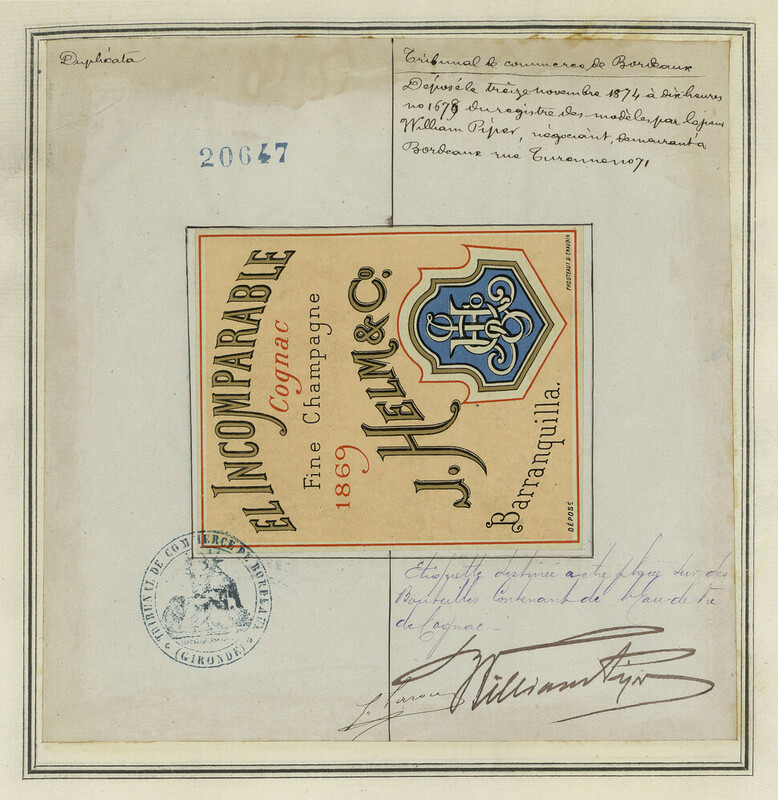 Duplicata
Tribunal de commerce de Bordeaux
Déposé le treize novembre 1874 à dix heures
no 1678 du registre des modèles par le sieur
William Piper, négociant, demeurant à
Bordeaux rue Turenne no 71
20647
EL INCOMPARABLE
Cognac
Fine Champagne
1869
J. HELM & Co.
Barranquilla.
DÉPOSÉ
PROUTEAUX & CHAUBIN
TRIBUNAL DE COMMERCE DE BORDEAUX
(GIRONDE)
Etiquette destinée a etre placée sur des
Bouteilles Contenant de l'eau-de-vie
de Cognac
William Piper